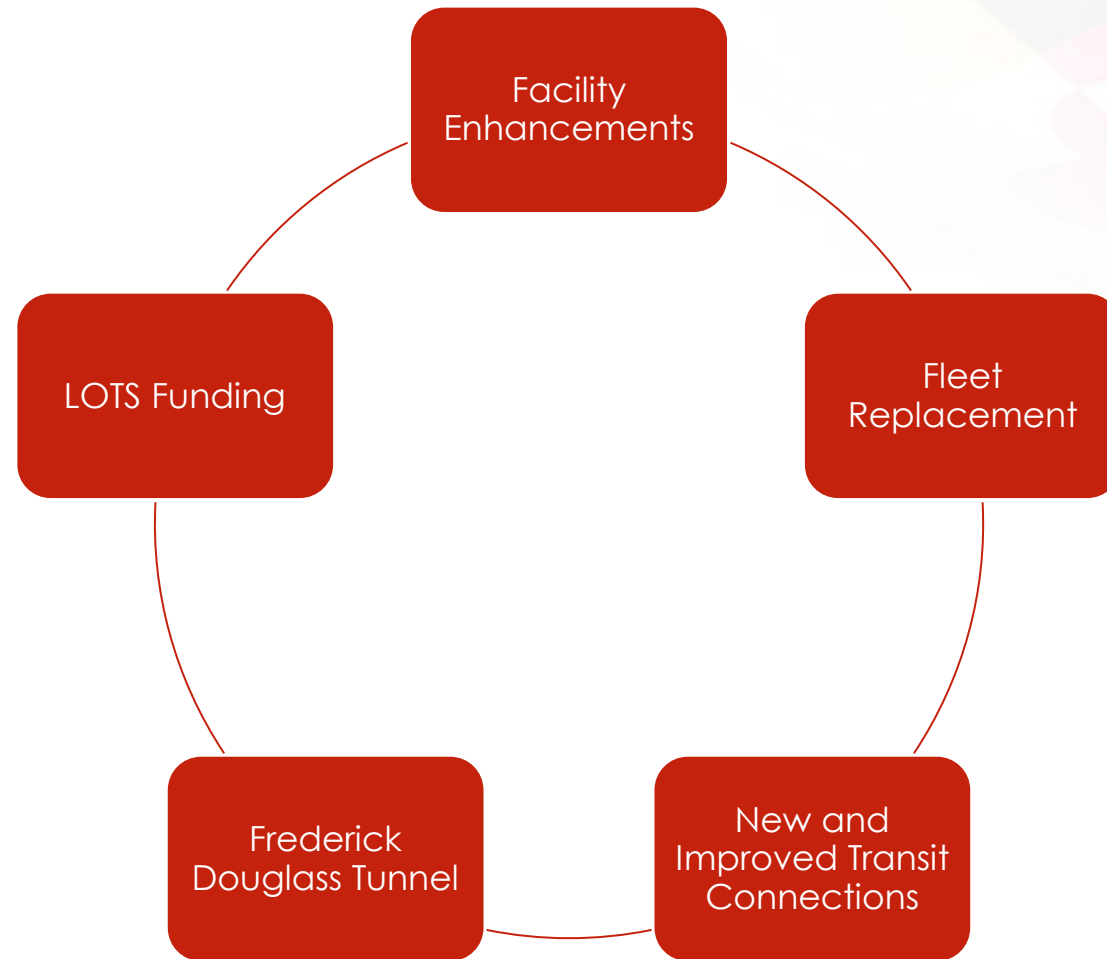 Facility
Enhancements
Fleet
Replacement
New and
Improved Transit
Connections
Frederick
Douglass Tunnel
LOTS Funding